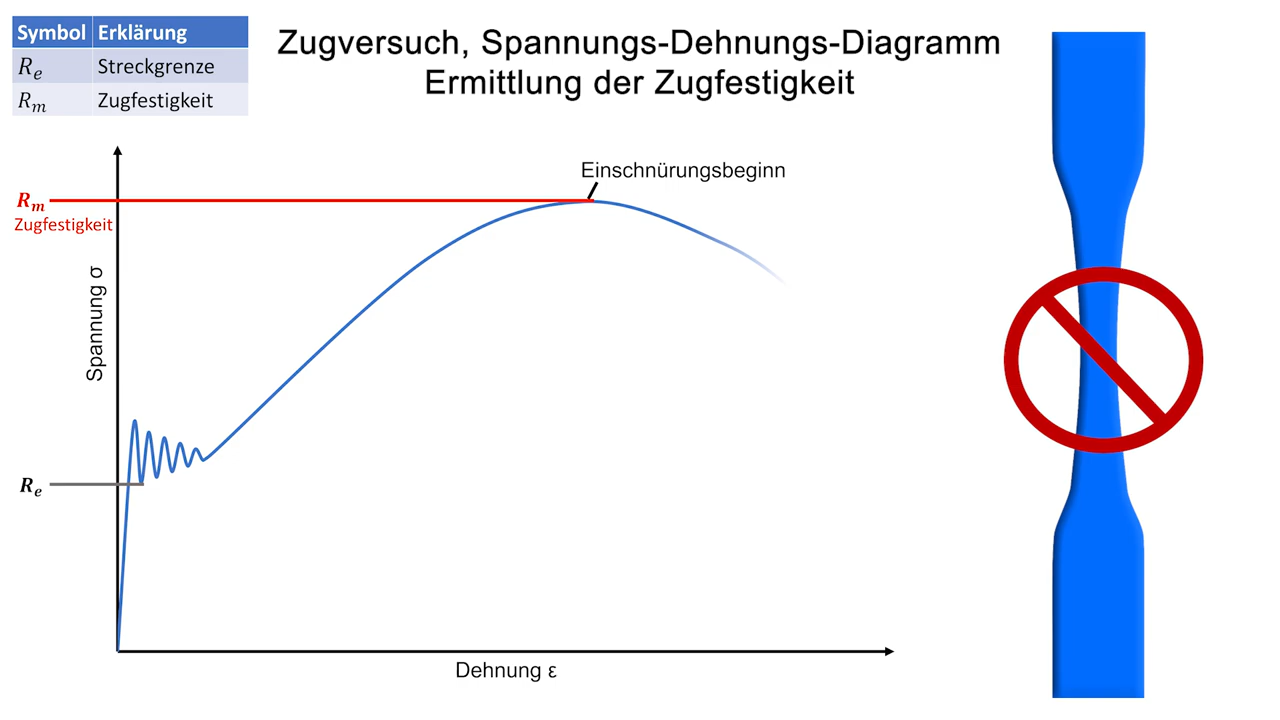 Symbol Erklärung
Re Streckgrenze
Rm Zugfestigkeit
Zugversuch, Spannungs-Dehnungs-Diagramm
Ermittlung der Zugfestigkeit
Einschnürungsbeginn
Rm
Zugfestigkeit
Spannung σ
Re
Dehnung ε